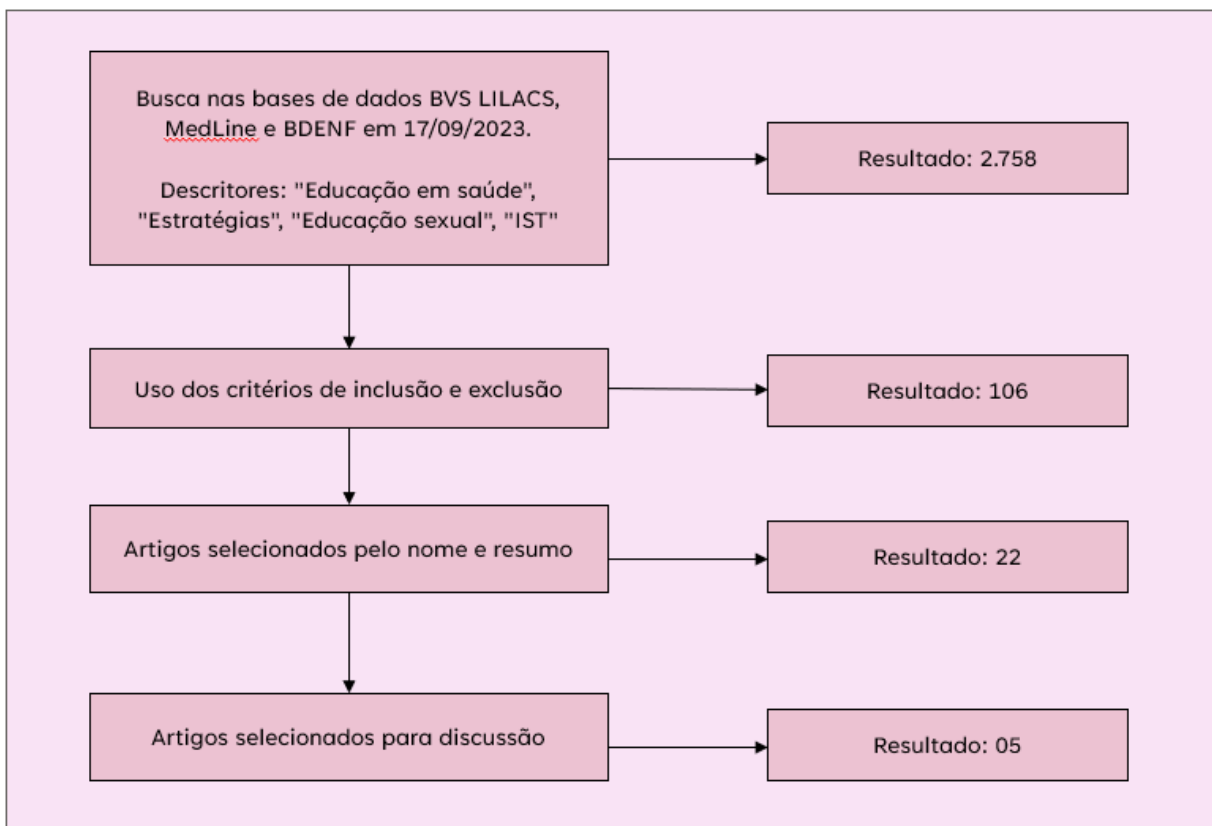 Busca nas bases de dados BVS LILACS,
MedLine e BDENF em 17/09/2023.
Descritores: "Educação em saúde",
"Estratégias", "Educação sexual", "IST"
Resultado: 2.758
Uso dos critérios de inclusão e exclusão
Resultado: 106
Artigos selecionados pelo nome e resumo
Resultado: 22
Artigos selecionados para discussão
Resultado: 05